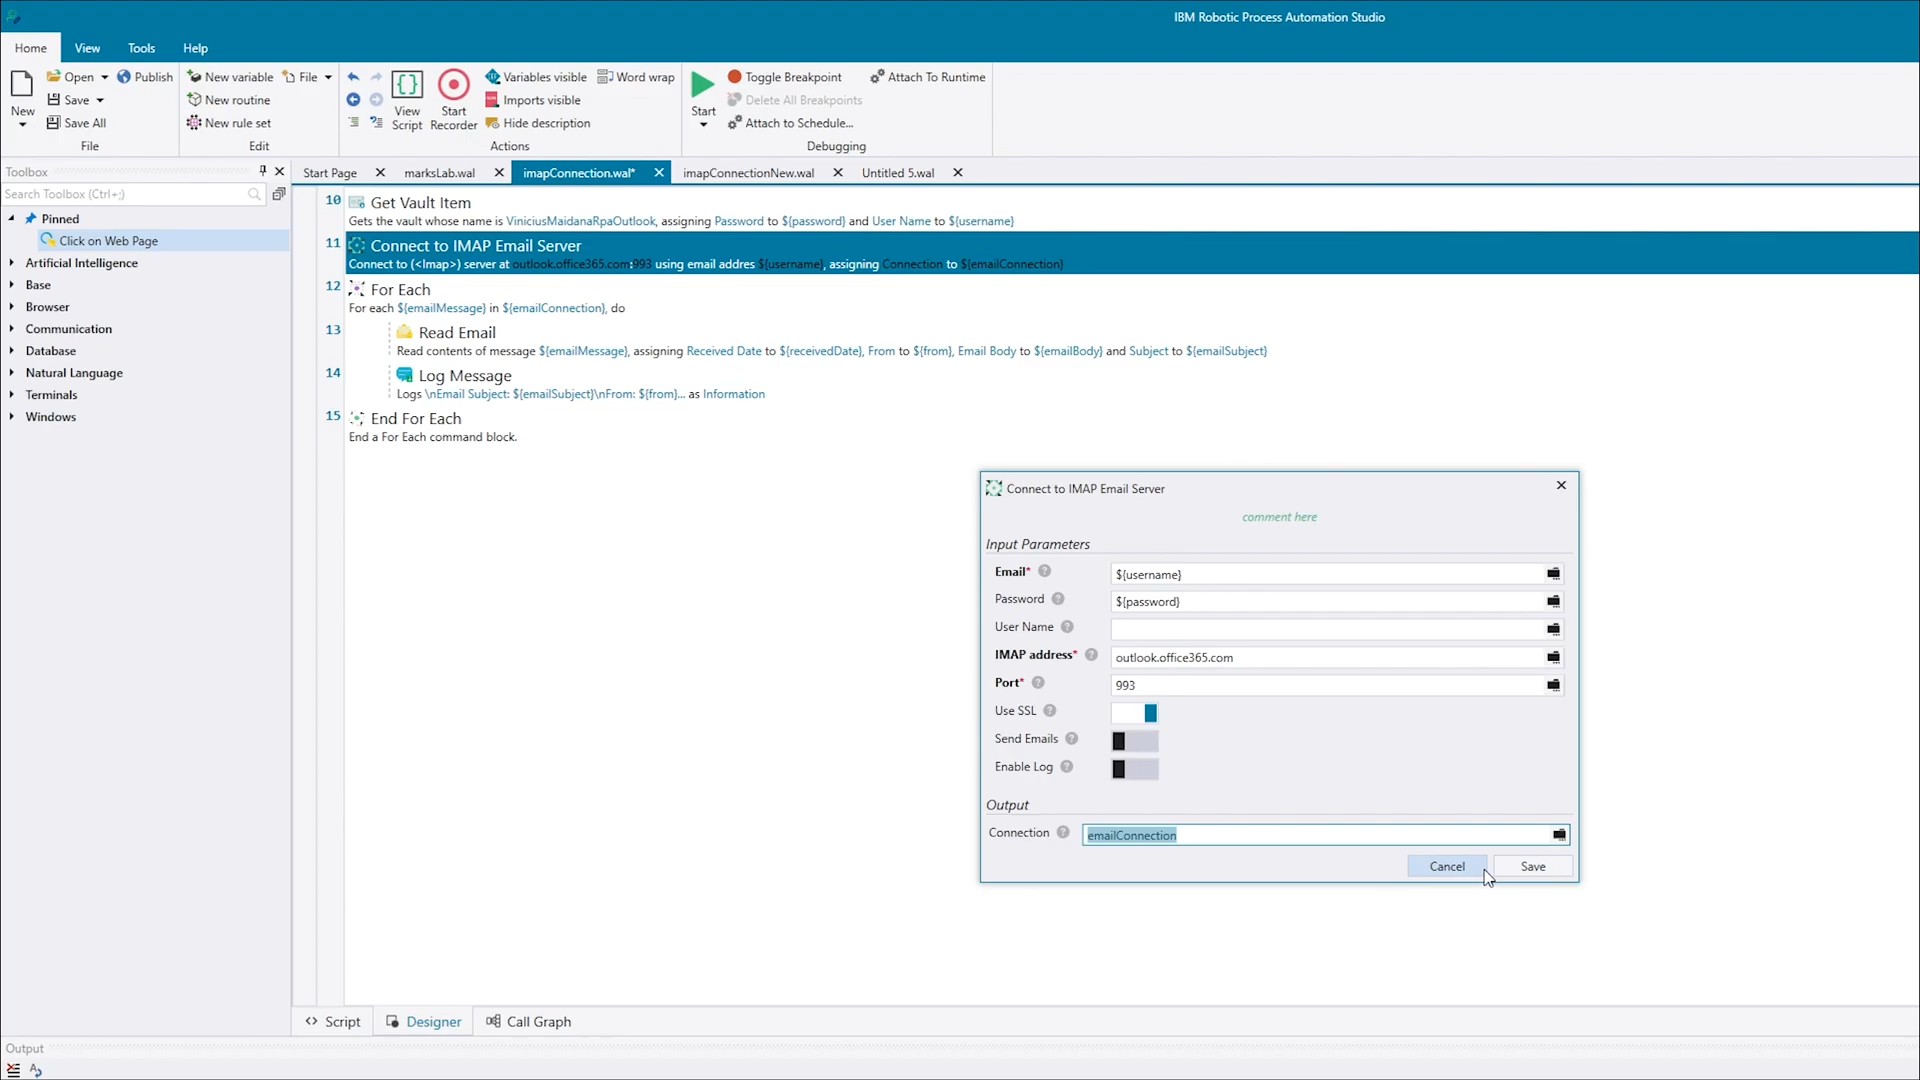 IBM Robotic Process Automation Studio
Home View Tools Help
New
Open
Save
Save All
Publish
File
New variable
File
New routine
New rule set
Edit
View Script
Start Recorder
Variables visible
Word wrap
Imports visible
Hide description
Actions
Start
Toggle Breakpoint
Attach To Runtime
Delete All Breakpoints
Attach to Schedule...
Debugging
Toolbox
Search Toolbox (Ctrl+;)
Pinned
Click on Web Page
Artificial Intelligence
Base
Browser
Communication
Database
Natural Language
Terminals
Windows
Start Page marksLab.wal imapConnection.wal* imapConnectionNew.wal Untitled 5.wal
10 Get Vault Item
Gets the vault whose name is ViniciusMaidanaRpaOutlook, assigning Password to ${password} and User Name to ${username}
11 Connect to IMAP Email Server
Connect to (<Imap>) server at outlook.office365.com:993 using email addres ${username}, assigning Connection to ${emailConnection}
12 For Each
For each ${emailMessage} in ${emailConnection}, do
13 Read Email
Read contents of message ${emailMessage}, assigning Received Date to ${receivedDate}, From to ${from}, Email Body to ${emailBody} and Subject to ${emailSubject}
14 Log Message
Logs \nEmail Subject: ${emailSubject}\nFrom: ${from}... as Information
15 End For Each
End a For Each command block.
Connect to IMAP Email Server
comment here
Input Parameters
Email* ${username}
Password ${password}
User Name
IMAP address* outlook.office365.com
Port* 993
Use SSL
Send Emails
Enable Log
Output
Connection emailConnection
Cancel Save
Script Designer Call Graph
Output